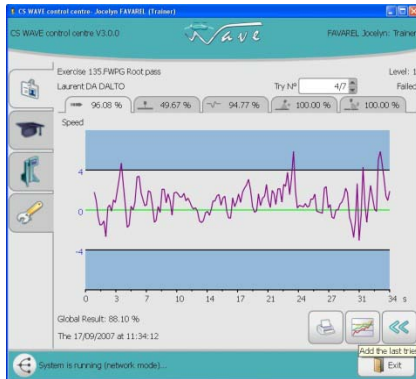 CS WAVE control centre- Jocelyn FAVAREL (Trainer)
CS WAVE control centre V3.0.0
Wave
FAVAREL Jocelyn: Trainer
Exercise 135.FWPG Root pass
Level: 1
Laurent DA DALTO
Try N° 4/7
Failed
96.08 %
49.67 %
94.77 %
100.00 %
100.00 %
Speed
4
0
-4
0 3 7 10 14 17 21 24 27 31 34 s
Global Result: 88.10 %
The 17/09/2007 at 11:34:12
Add the last trie
System is running (network mode)...
Exit